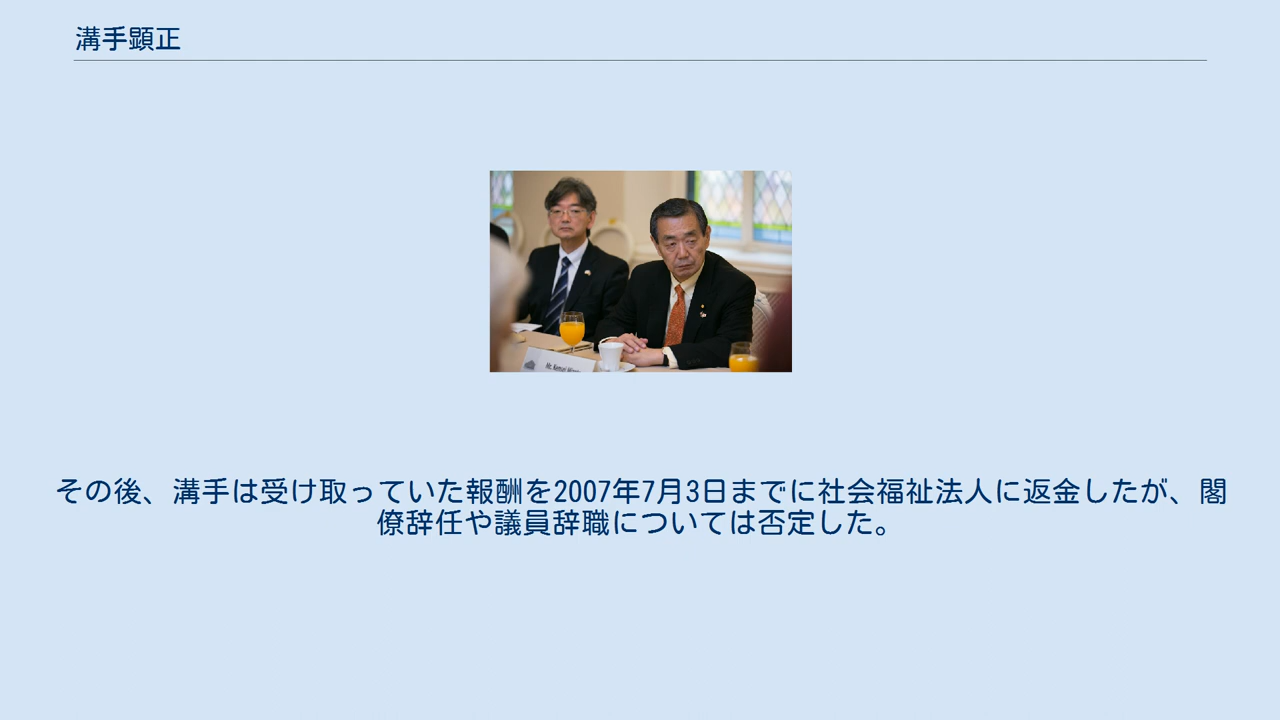 溝手顕正
Mr. Kentaro
その後、溝手は受け取っていた報酬を2007年7月3日までに社会福祉法人に返金したが、閣
僚辞任や議員辞職については否定した。